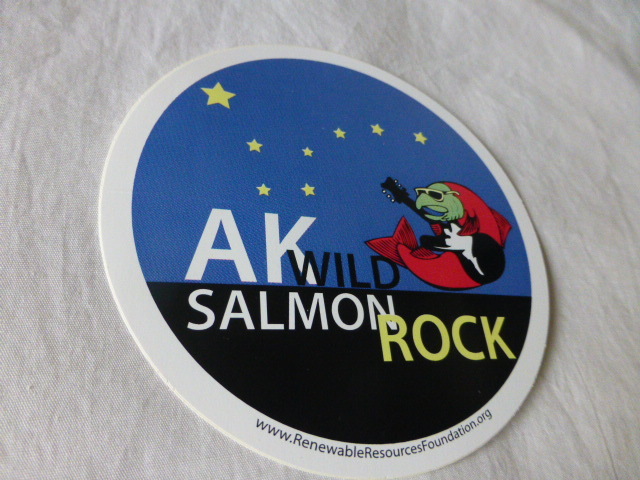 AK
WILD
SALMON
ROCK
www.RenewableResourcesFoundation.org